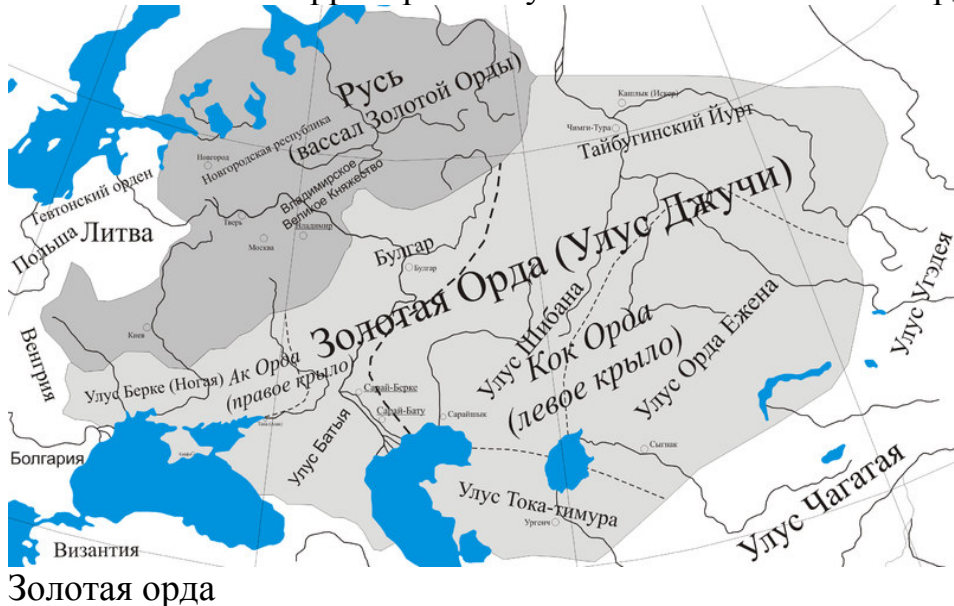 Русь
(вассал Золотой Орды)
Новгородская республика
Новгород
Кашлык (Искер)
Чимги-Тура
Тайбугинский Йурт
Тевтонский орден
Владимирское
Великое Княжество
Тверь
Москва
Владимир
Польша
Литва
Булгар
Булгар
Золотая Орда (Улус Джучи)
Улус Угэдея
Венгрия
Киев
Улус Шибана
Кок Орда
(левое крыло)
Улус Орда Ежена
Улус Берке (Ногая)
Ак Орда
(правое крыло)
Сарай-Берке
Сарай-Бату
Сарайшык
Улус Батыя
Сыгнак
Болгария
Улус Тока-тимура
Ургенч
Улус Чагатая
Византия
Золотая орда